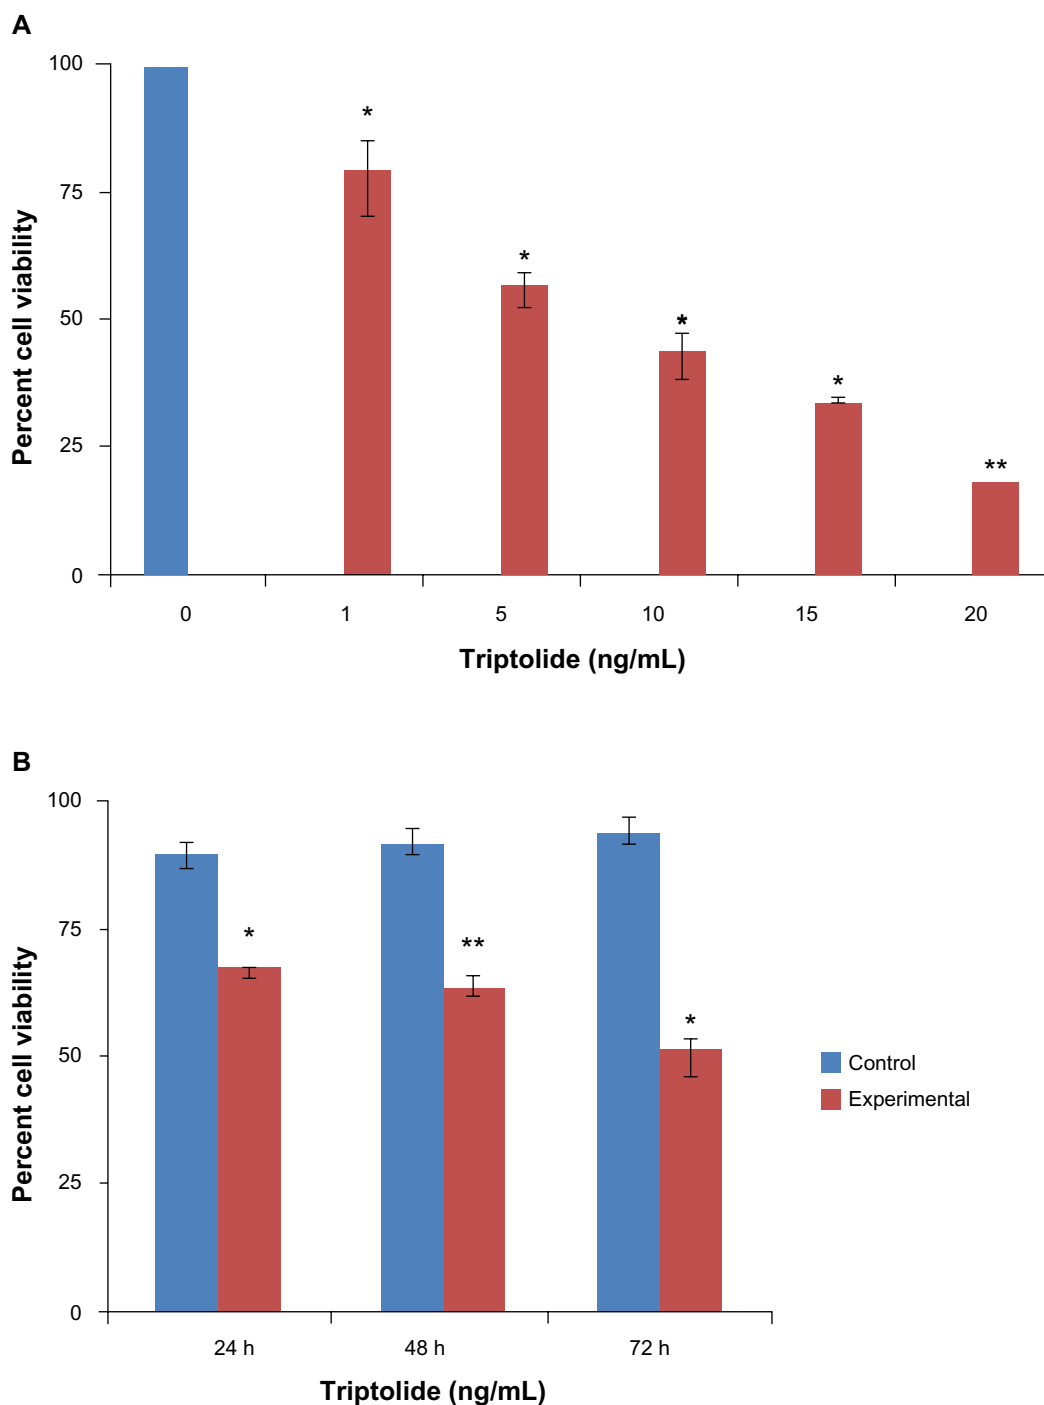 A
100
75
50
25
0
Percent cell viability
*
*
*
*
**
0 1 5 10 15 20
Triptolide (ng/mL)
B
100
75
50
25
0
Percent cell viability
*
**
*
24 h 48 h 72 h
Triptolide (ng/mL)
Control
Experimental